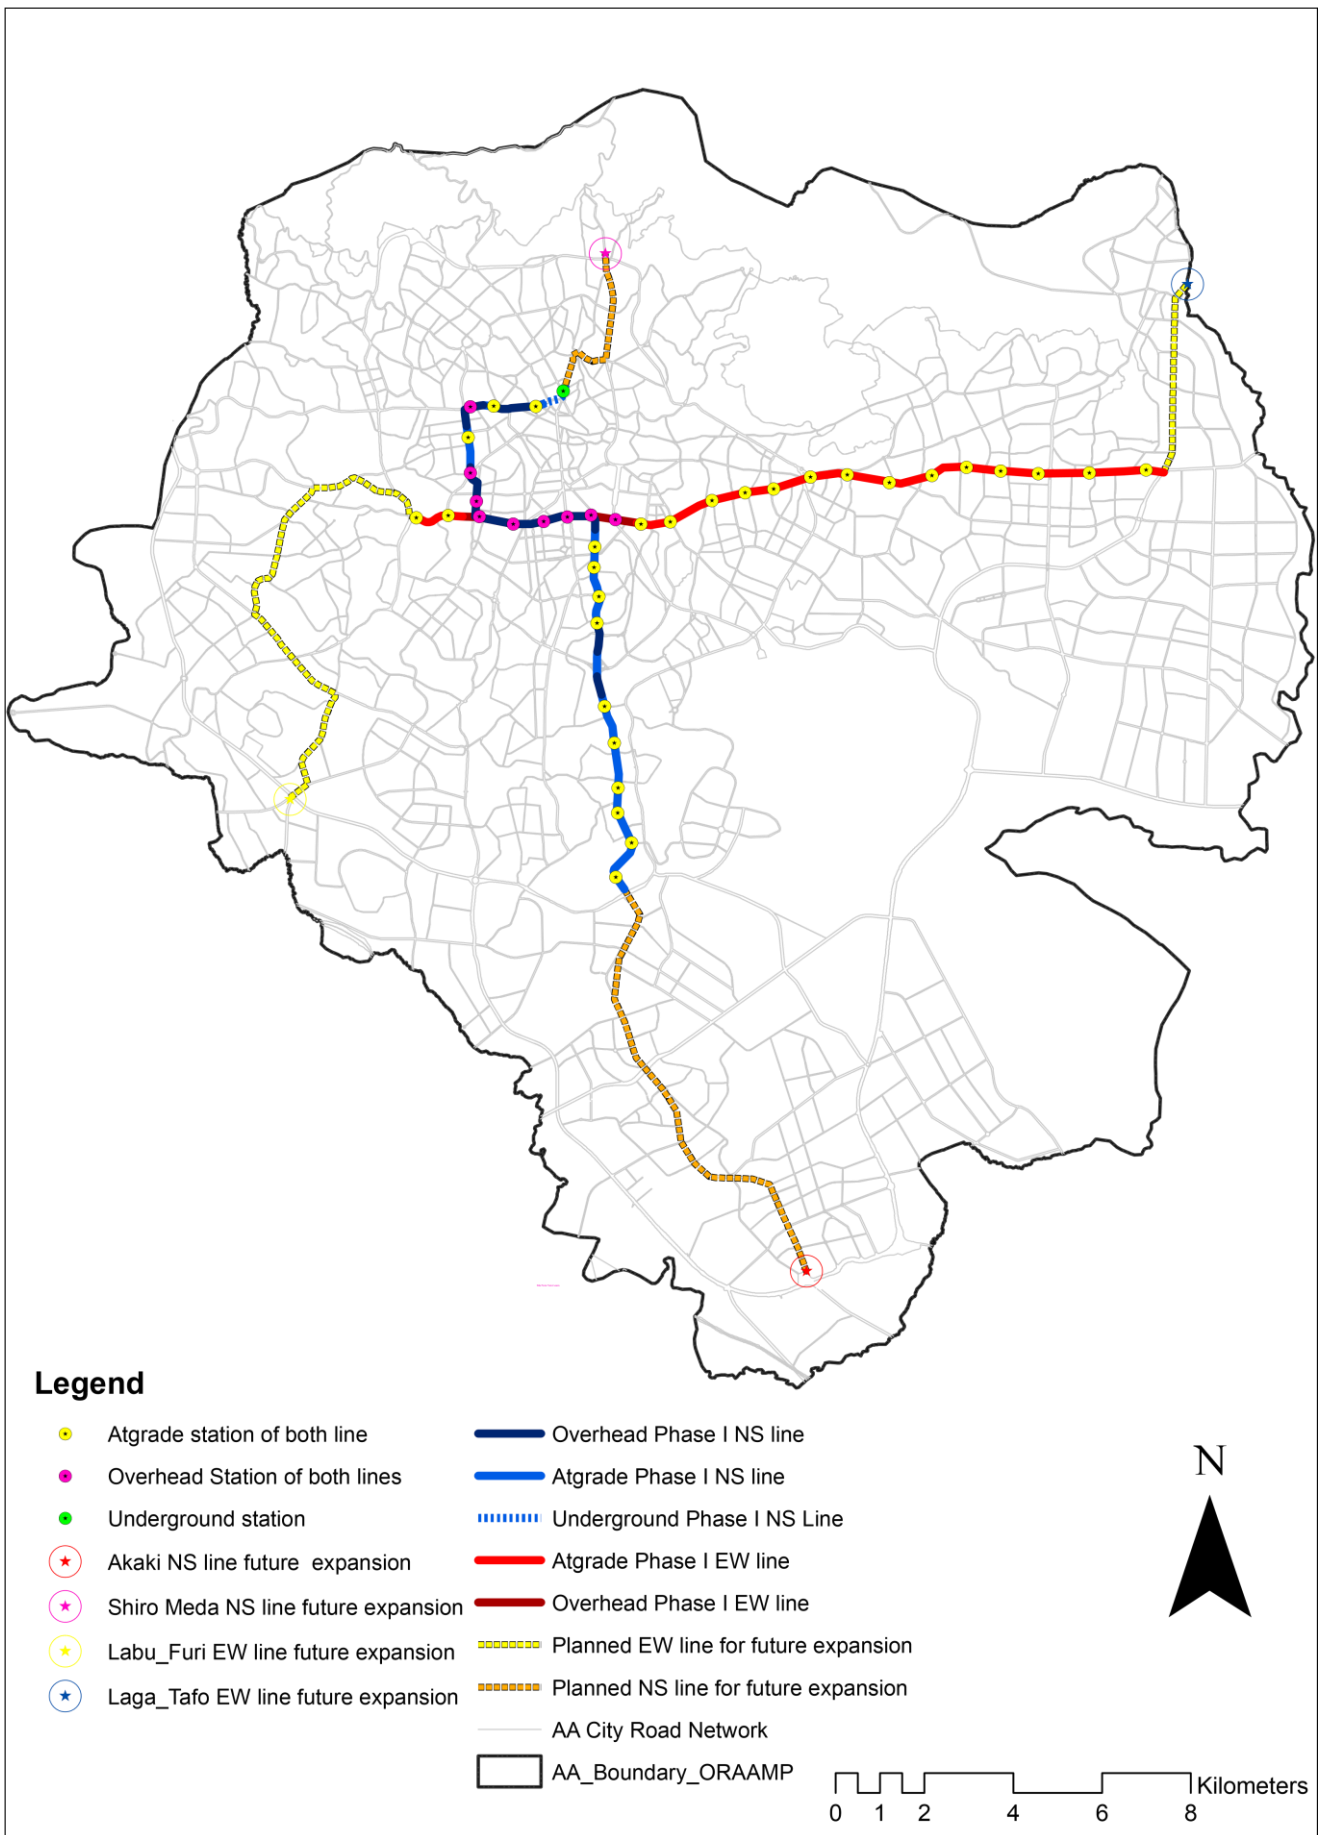 Legend
Atgrade station of both line
Overhead Station of both lines
Underground station
Akaki NS line future expansion
Shiro Meda NS line future expansion
Labu_Furi EW line future expansion
Laga_Tafo EW line future expansion
Overhead Phase I NS line
Atgrade Phase I NS line
Underground Phase I NS Line
Atgrade Phase I EW line
Overhead Phase I EW line
Planned EW line for future expansion
Planned NS line for future expansion
AA City Road Network
AA_Boundary_ORAAMP
N
Kilometers
0 1 2 4 6 8